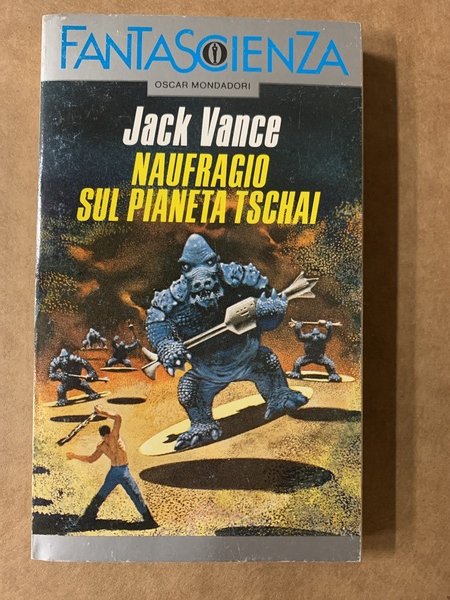 FANTASCIENZA
OSCAR MONDADORI
Jack Vance
NAUFRAGIO
SUL PIANETA TSCHAI